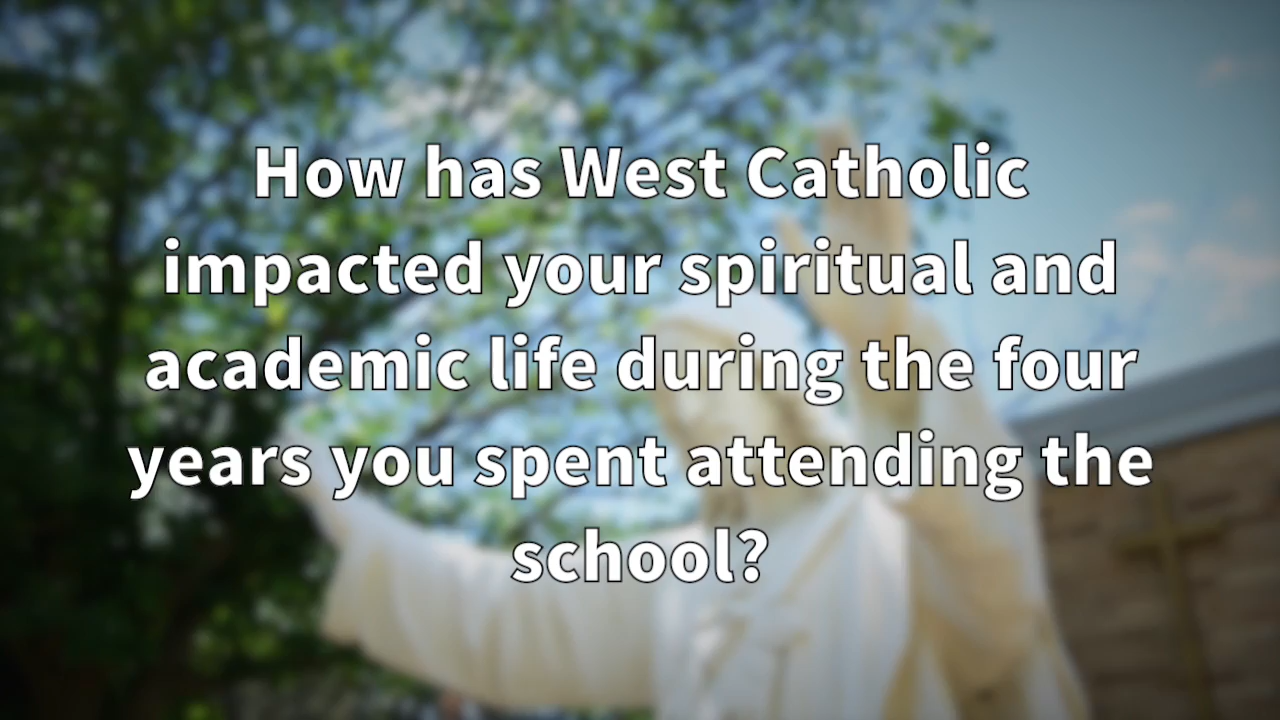 How has West Catholic
impacted your spiritual and
academic life during the four
years you spent attending the
school?